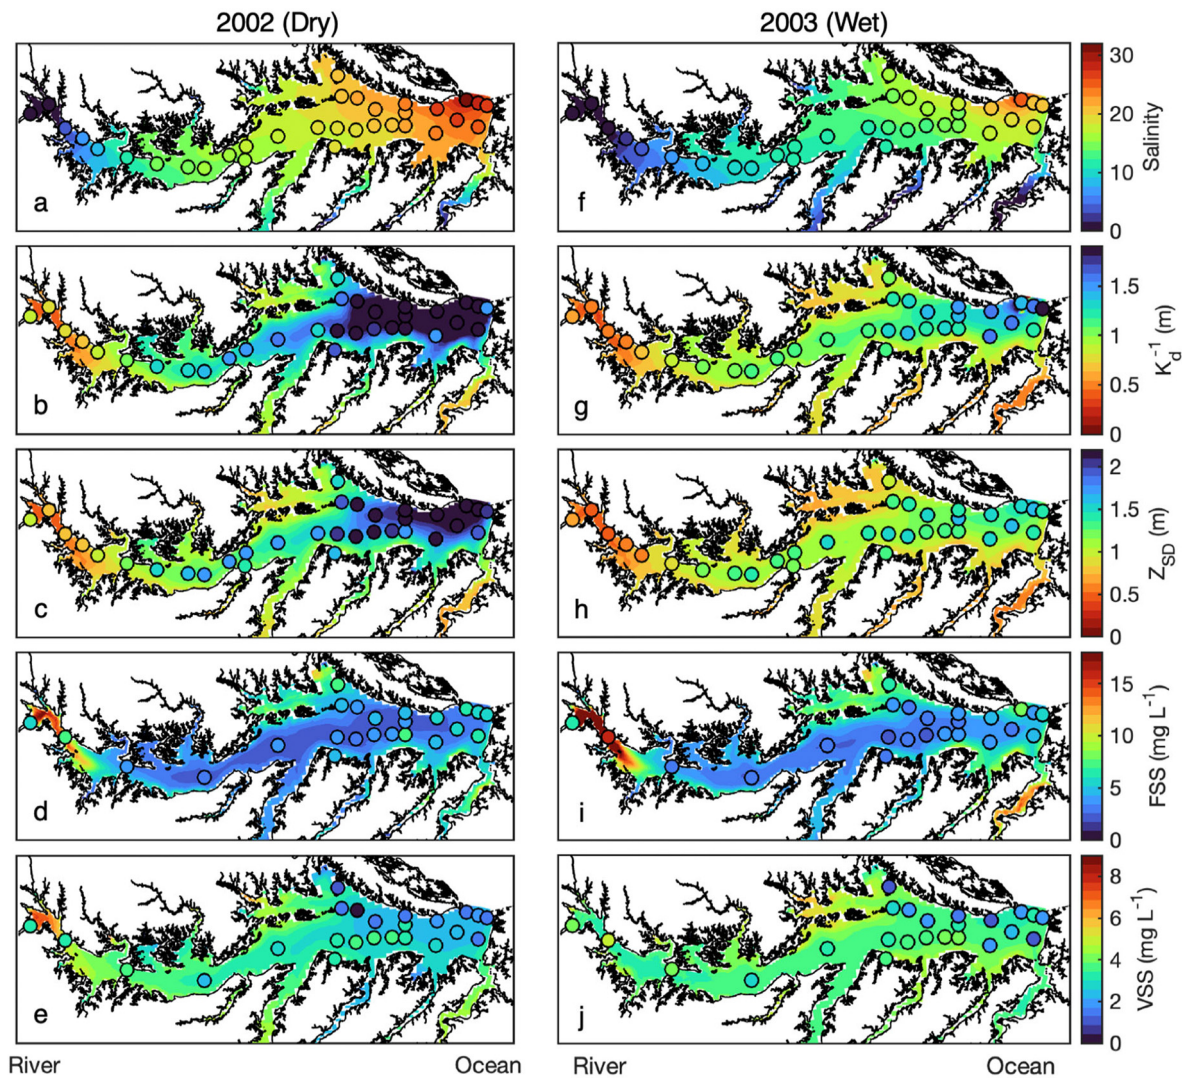 2002 (Dry)
2003 (Wet)
a
f
30
20
10
0
Salinity
b
g
1.5
1
0.5
0
K_d^-1 (m)
c
h
2
1.5
1
0.5
0
Z_SD (m)
d
i
15
10
5
0
FSS (mg L^-1)
e
j
8
6
4
2
0
VSS (mg L^-1)
River
Ocean
River
Ocean